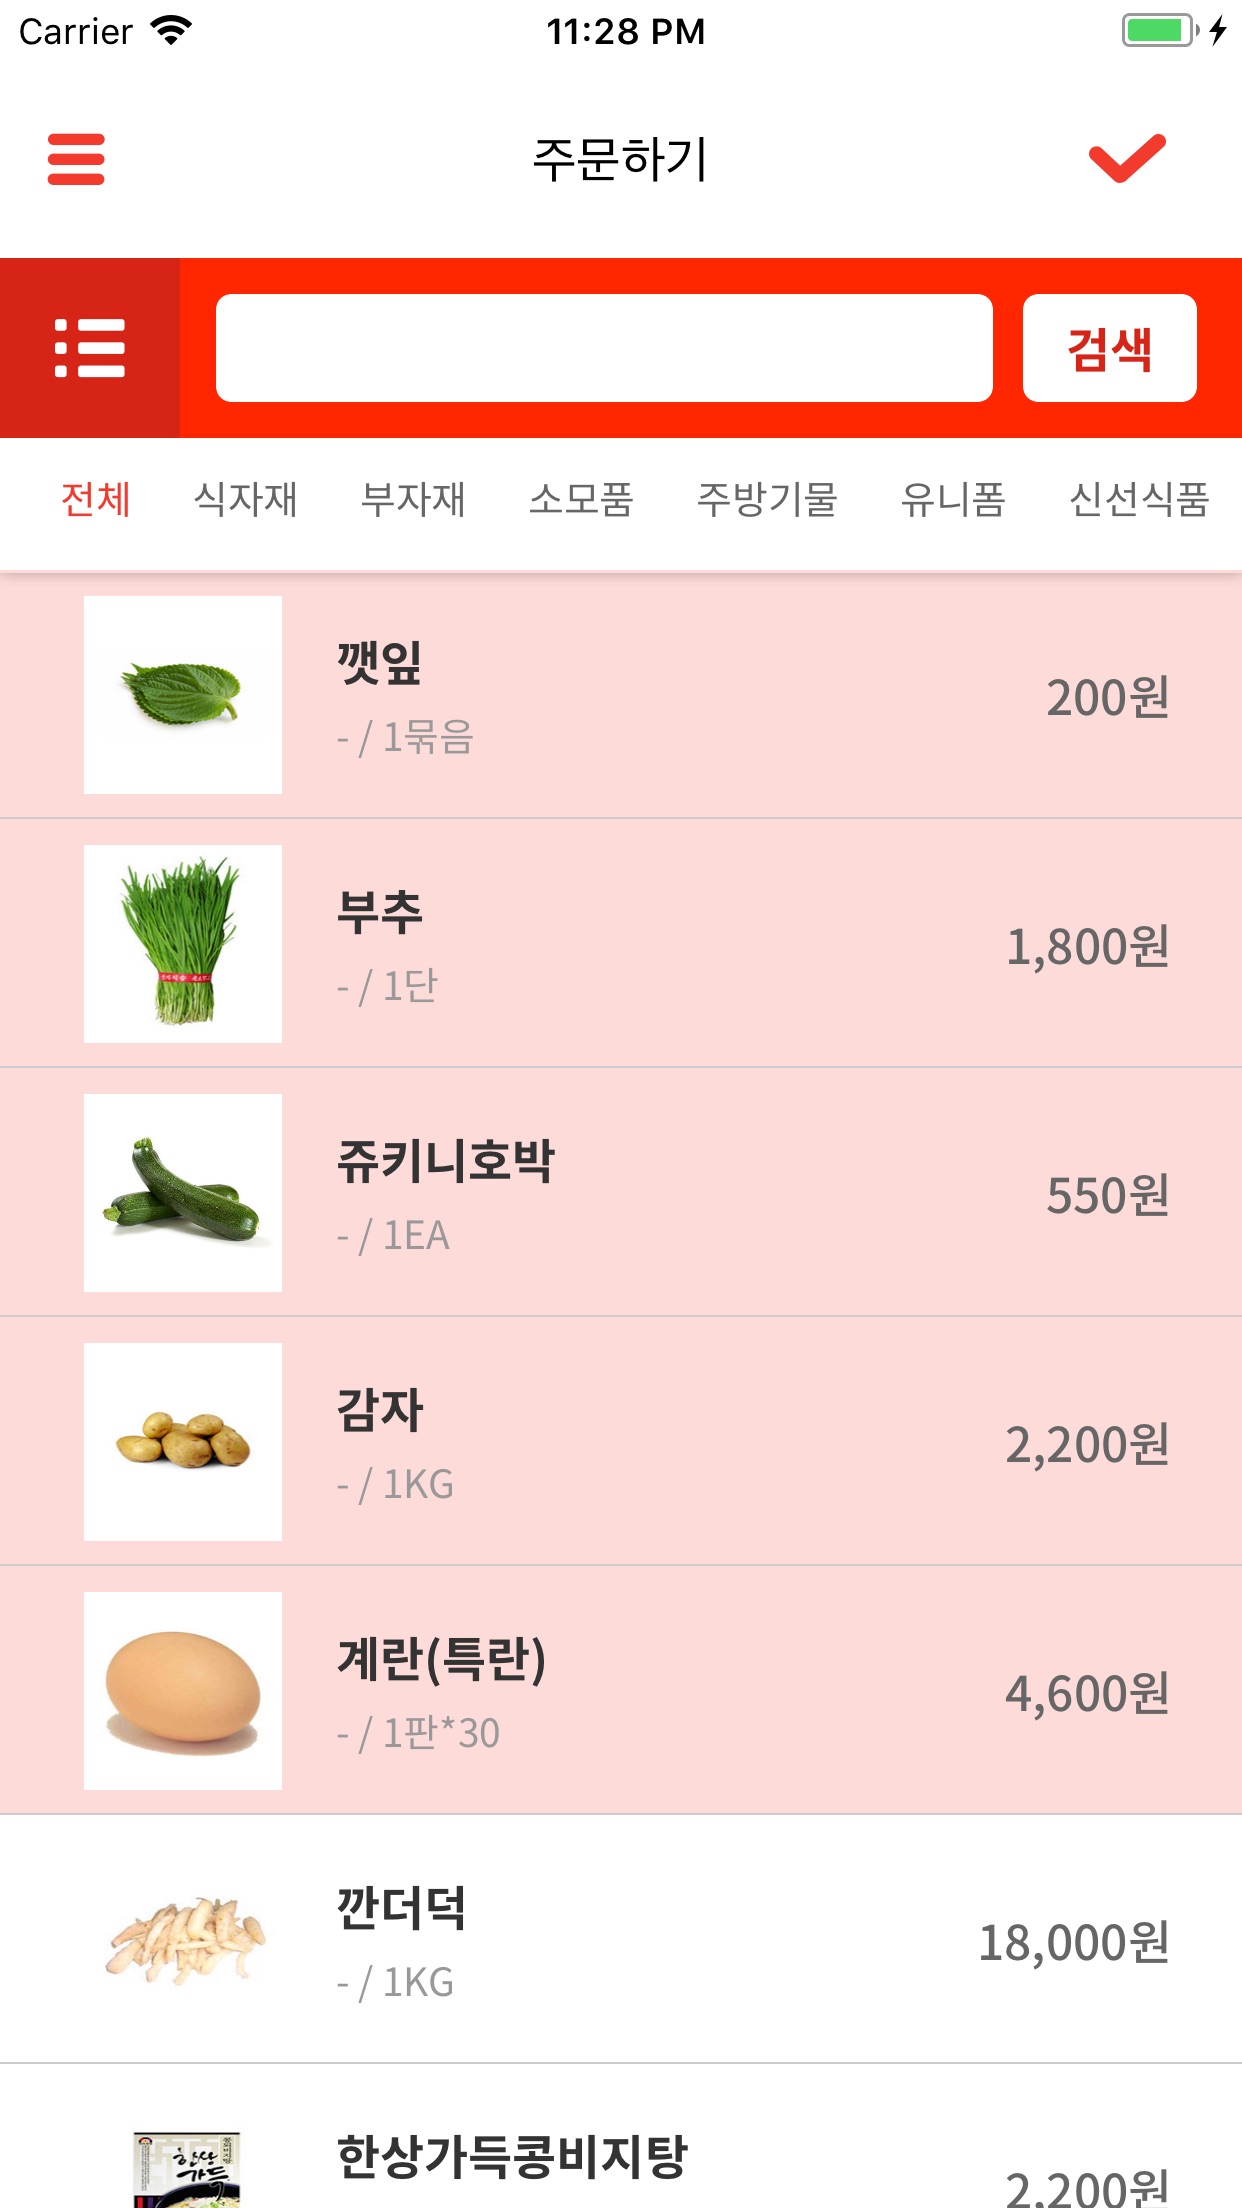 Carrier 11:28 PM
주문하기
검색
전체 식자재 부자재 소모품 주방기물 유니폼 신선식품
깻잎
- / 1묶음
200원
부추
- / 1단
1,800원
쥬키니호박
- / 1EA
550원
감자
- / 1KG
2,200원
계란(특란)
- / 1판*30
4,600원
깐더덕
- / 1KG
18,000원
한상가득콩비지탕
2,200원
한상
가득